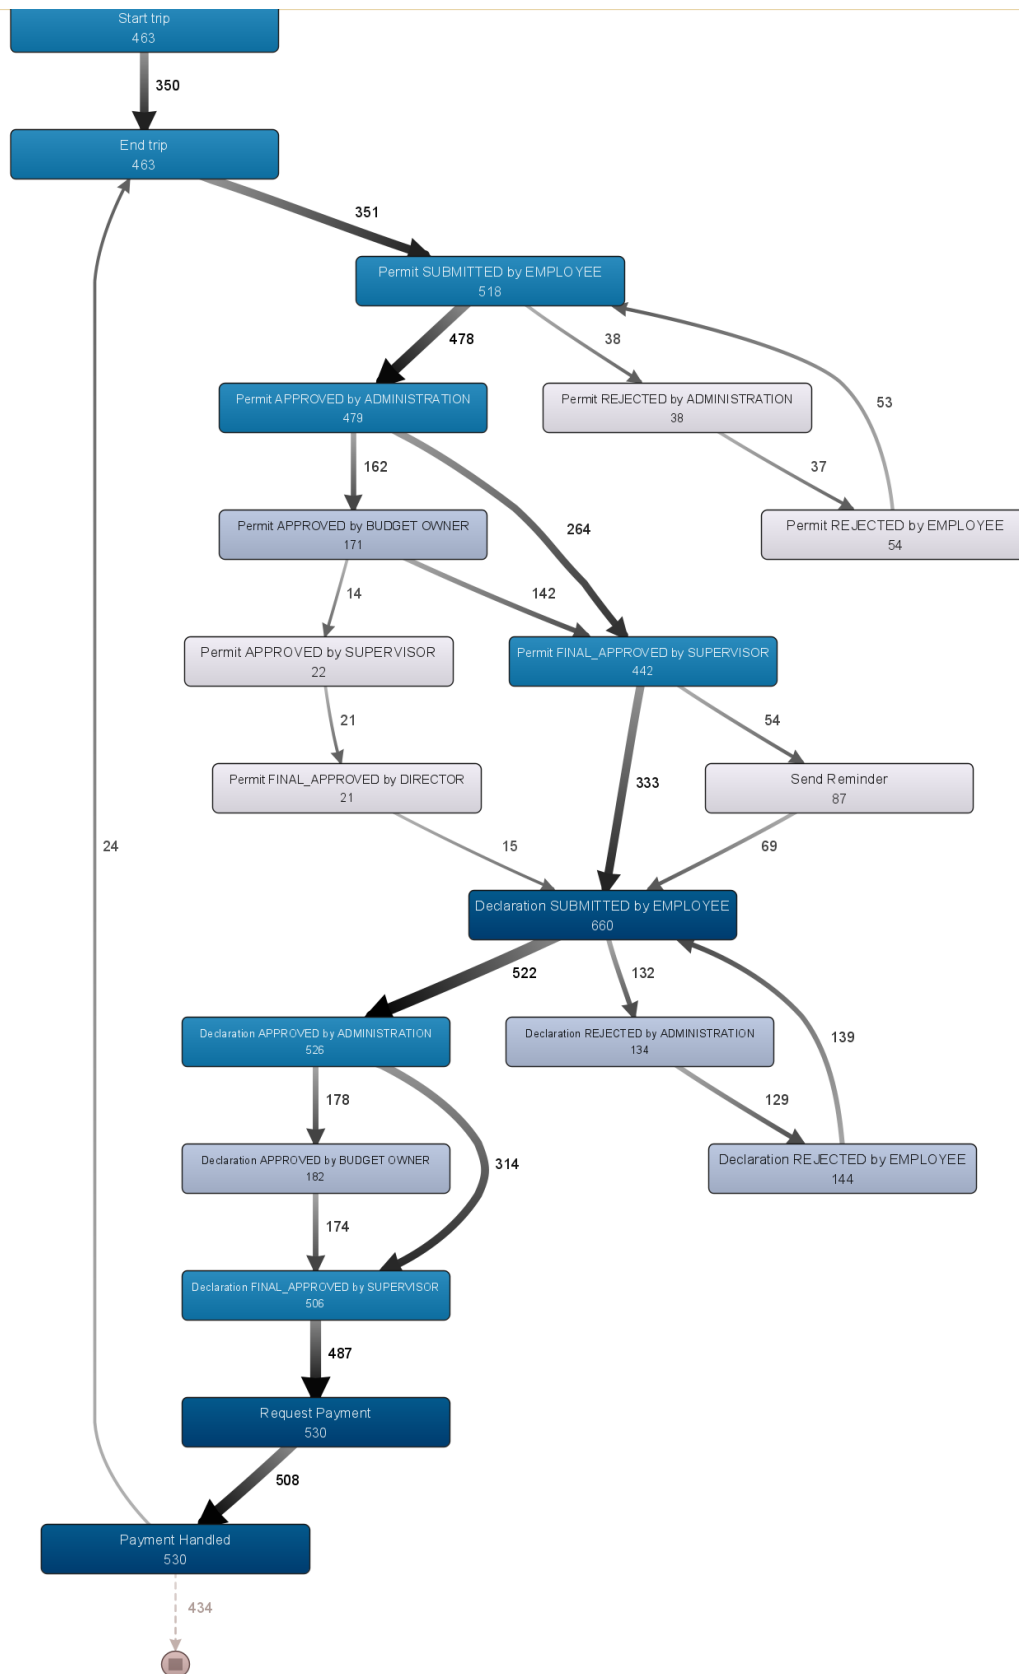 Start trip
463
350
End trip
463
351
Permit SUBMITTED by EMPLOYEE
518
478
38
Permit APPROVED by ADMINISTRATION
479
Permit REJECTED by ADMINISTRATION
38
53
162
37
Permit APPROVED by BUDGET OWNER
171
264
Permit REJECTED by EMPLOYEE
54
14
142
Permit APPROVED by SUPERVISOR
22
Permit FINAL_APPROVED by SUPERVISOR
442
21
54
Permit FINAL_APPROVED by DIRECTOR
21
333
Send Reminder
87
24
15
69
Declaration SUBMITTED by EMPLOYEE
660
522
132
Declaration APPROVED by ADMINISTRATION
526
Declaration REJECTED by ADMINISTRATION
134
139
178
129
Declaration APPROVED by BUDGET OWNER
182
314
Declaration REJECTED by EMPLOYEE
144
174
Declaration FINAL_APPROVED by SUPERVISOR
506
487
Request Payment
530
508
Payment Handled
530
434